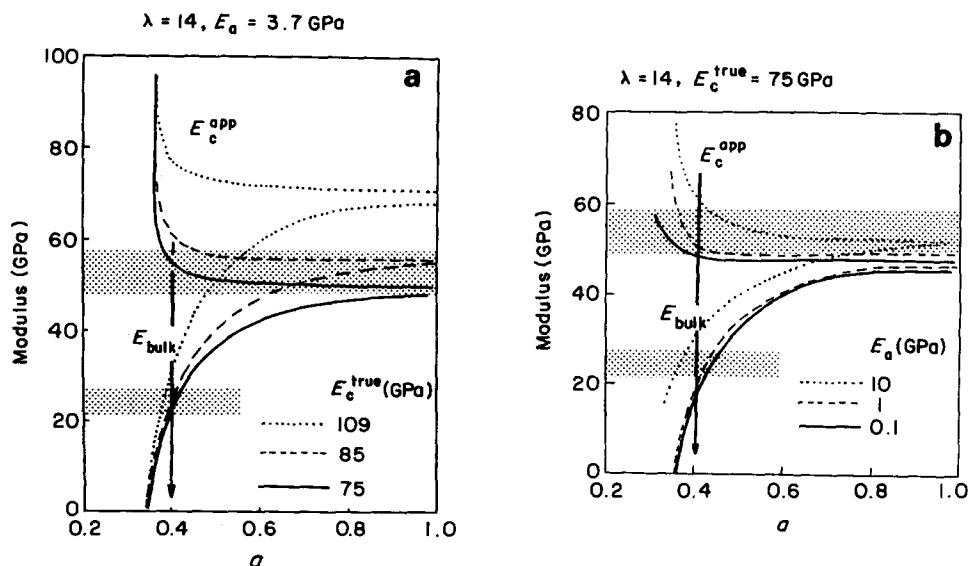 λ=14, E_a = 3.7 GPa
a
Modulus (GPa)
100
80
60
40
20
0
E_c^app
E_bulk
E_c^true (GPa)
109
85
75
0.2 0.4 0.6 0.8 1.0
a
λ=14, E_c^true = 75 GPa
b
Modulus (GPa)
80
60
40
20
0
E_c^app
E_bulk
E_a (GPa)
10
1
0.1
0.2 0.4 0.6 0.8 1.0
a